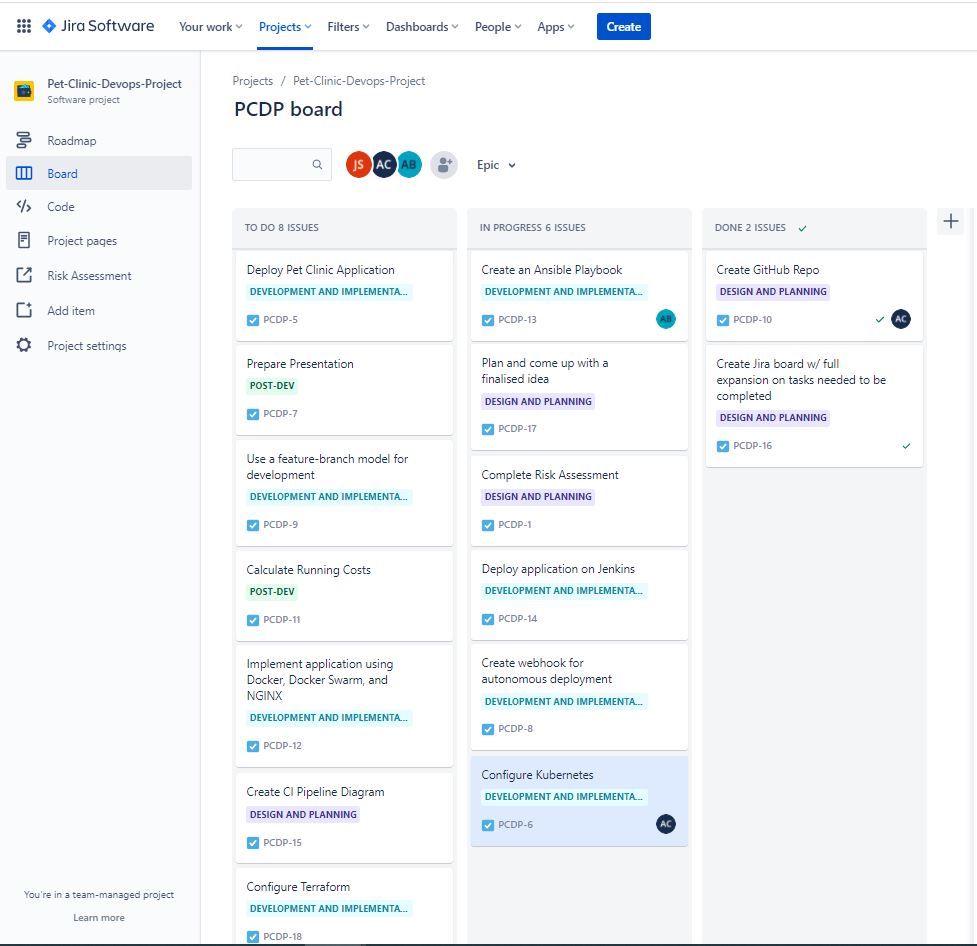 Jira Software
Your work
Projects
Filters
Dashboards
People
Apps
Create
Pet-Clinic-Devops-Project
Software project
Roadmap
Board
Code
Project pages
Risk Assessment
Add item
Project settings
You're in a team-managed project
Learn more
Projects / Pet-Clinic-Devops-Project
PCDP board
JS
AC
AB
Epic
TO DO 8 ISSUES
Deploy Pet Clinic Application
DEVELOPMENT AND IMPLEMENTA...
PCDP-5
Prepare Presentation
POST-DEV
PCDP-7
Use a feature-branch model for
development
DEVELOPMENT AND IMPLEMENTA...
PCDP-9
Calculate Running Costs
POST-DEV
PCDP-11
Implement application using
Docker, Docker Swarm, and
NGINX
DEVELOPMENT AND IMPLEMENTA...
PCDP-12
Create CI Pipeline Diagram
DESIGN AND PLANNING
PCDP-15
Configure Terraform
DEVELOPMENT AND IMPLEMENTA...
PCDP-18
IN PROGRESS 6 ISSUES
Create an Ansible Playbook
DEVELOPMENT AND IMPLEMENTA...
PCDP-13
AB
Plan and come up with a
finalised idea
DESIGN AND PLANNING
PCDP-17
Complete Risk Assessment
DESIGN AND PLANNING
PCDP-1
Deploy application on Jenkins
DEVELOPMENT AND IMPLEMENTA...
PCDP-14
Create webhook for
autonomous deployment
DEVELOPMENT AND IMPLEMENTA...
PCDP-8
Configure Kubernetes
DEVELOPMENT AND IMPLEMENTA...
PCDP-6
AC
DONE 2 ISSUES
Create GitHub Repo
DESIGN AND PLANNING
PCDP-10
AC
Create Jira board w/ full
expansion on tasks needed to be
completed
DESIGN AND PLANNING
PCDP-16